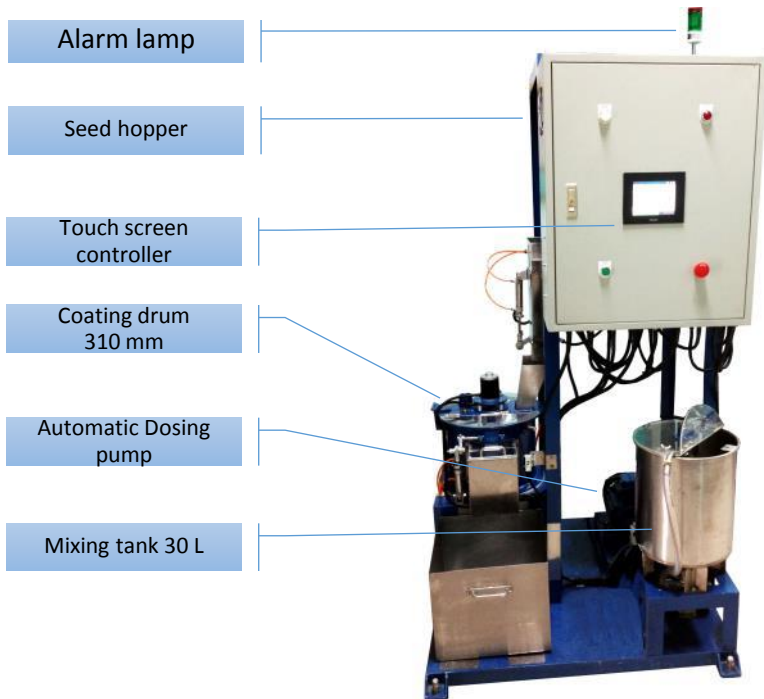 Alarm lamp
Seed hopper
Touch screen
controller
Coating drum
310 mm
Automatic Dosing
pump
Mixing tank 30 L